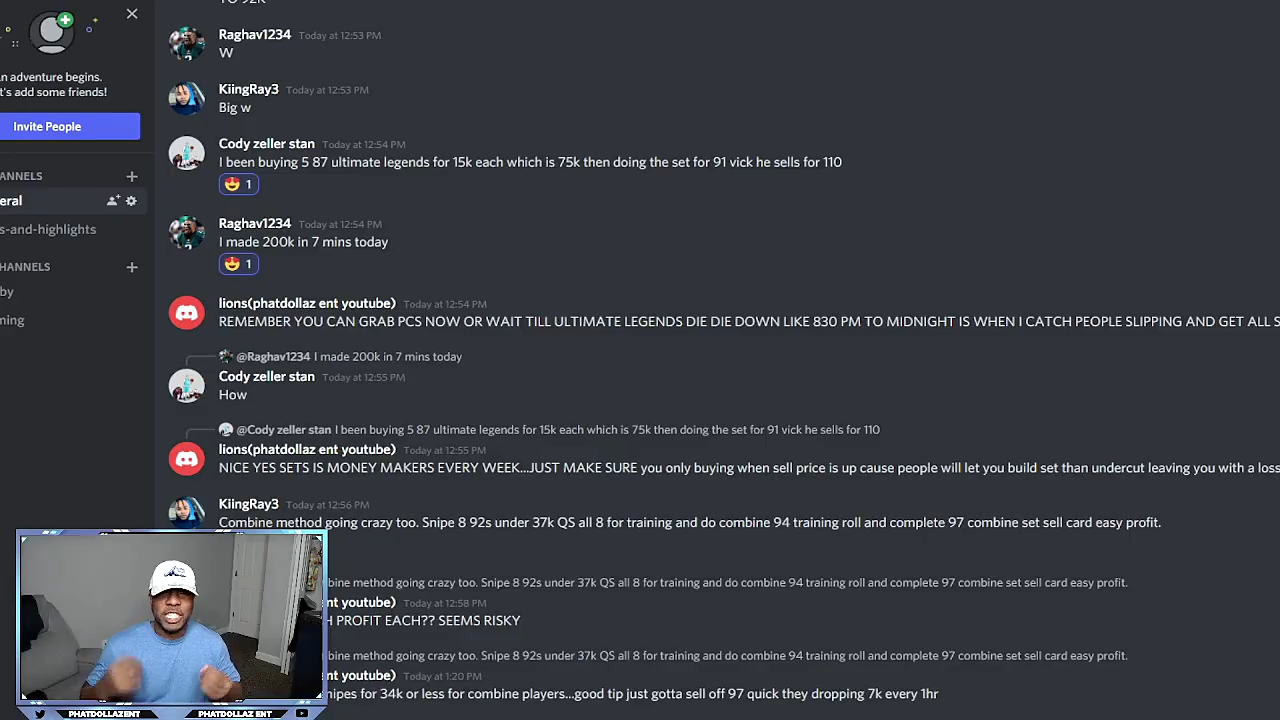 TO 92K
An adventure begins.
Let's add some friends!
Invite People
Raghav1234 Today at 12:53 PM
W
KiingRay3 Today at 12:53 PM
Big w
Cody zeller stan Today at 12:54 PM
I been buying 5 87 ultimate legends for 15k each which is 75k then doing the set for 91 vick he sells for 110
1
ANNELS
eral
s-and-highlights
HANNELS
by
ming
Raghav1234 Today at 12:54 PM
I made 200k in 7 mins today
1
lions(phatdollaz ent youtube) Today at 12:54 PM
REMEMBER YOU CAN GRAB PCS NOW OR WAIT TILL ULTIMATE LEGENDS DIE DIE DOWN LIKE 830 PM TO MIDNIGHT IS WHEN I CATCH PEOPLE SLIPPING AND GET ALL S
@Raghav1234 I made 200k in 7 mins today
Cody zeller stan Today at 12:55 PM
How
@Cody zeller stan I been buying 5 87 ultimate legends for 15k each which is 75k then doing the set for 91 vick he sells for 110
lions(phatdollaz ent youtube) Today at 12:55 PM
NICE YES SETS IS MONEY MAKERS EVERY WEEK...JUST MAKE SURE you only buying when sell price is up cause people will let you build set than undercut leaving you with a loss
KiingRay3 Today at 12:56 PM
Combine method going crazy too. Snipe 8 92s under 37k QS all 8 for training and do combine 94 training roll and complete 97 combine set sell card easy profit.
bine method going crazy too. Snipe 8 92s under 37k QS all 8 for training and do combine 94 training roll and complete 97 combine set sell card easy profit.
ent youtube) Today at 12:58 PM
H PROFIT EACH?? SEEMS RISKY
bine method going crazy too. Snipe 8 92s under 37k QS all 8 for training and do combine 94 training roll and complete 97 combine set sell card easy profit.
ent youtube) Today at 1:20 PM
nipes for 34k or less for combine players...good tip just gotta sell off 97 quick they dropping 7k every 1hr
PHATDOLLAZENT
PHATDOLLAZ ENT